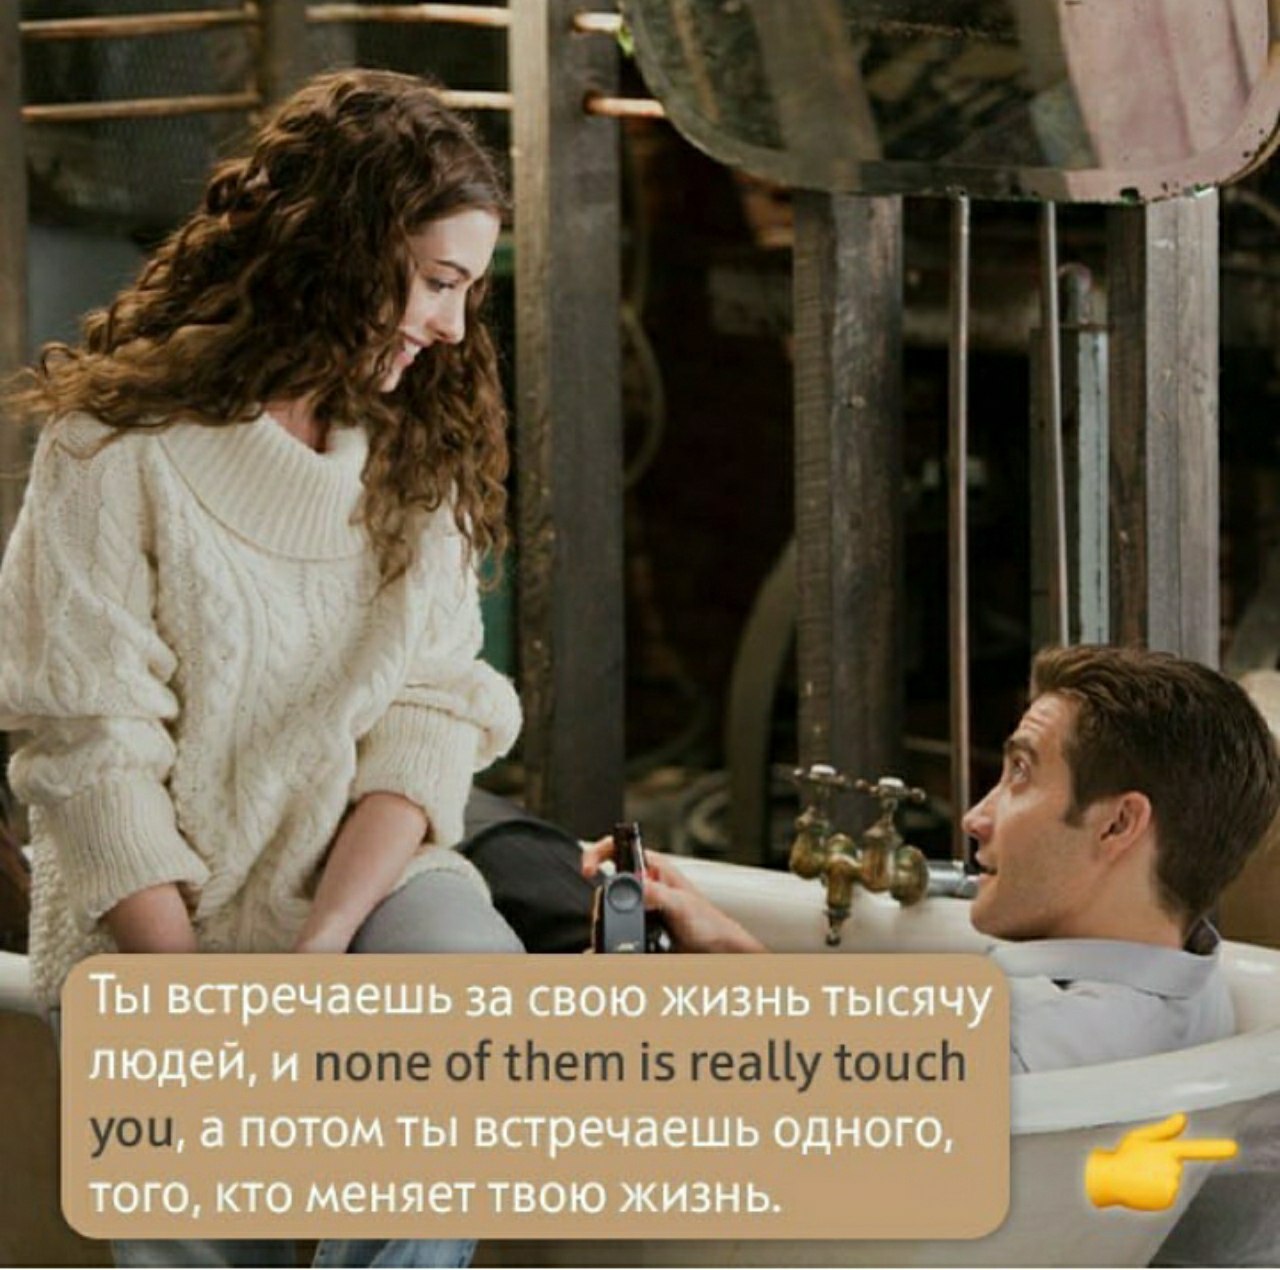 Ты встречаешь за свою жизнь тысячу
людей, и none of them is really touch
you, а потом ты встречаешь одного,
того, кто меняет твою жизнь.